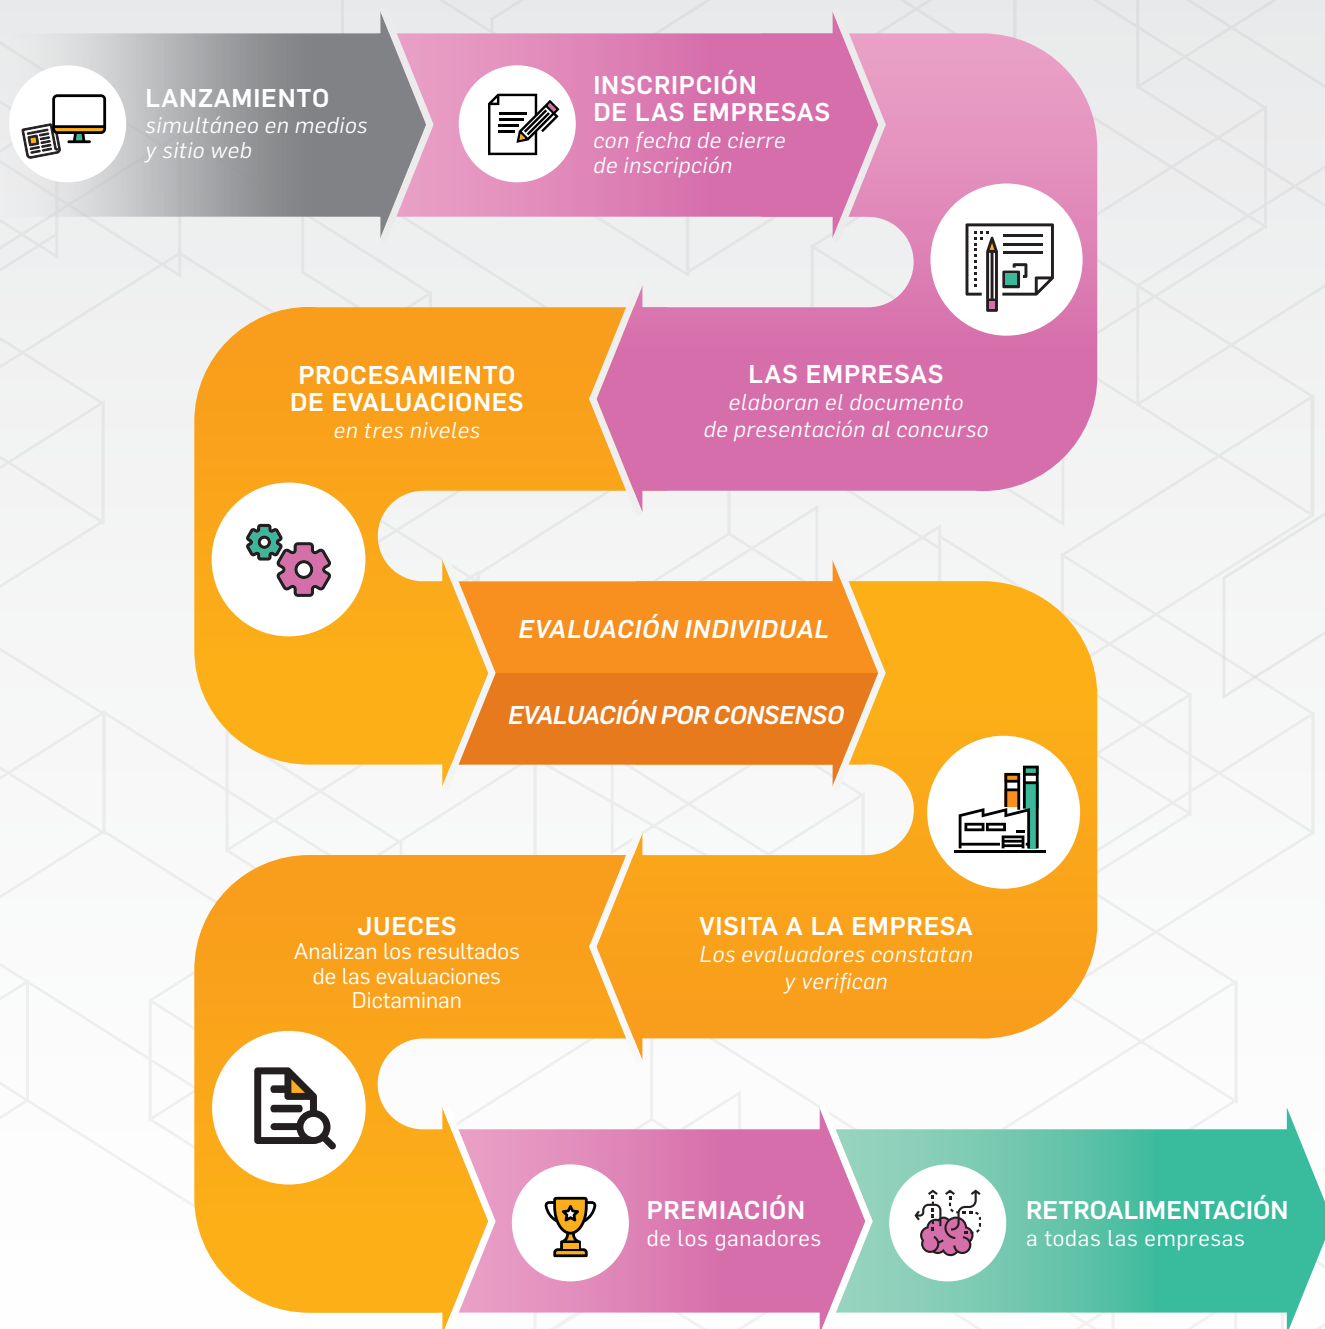 LANZAMIENTO
simultáneo en medios
y sitio web
INSCRIPCIÓN
DE LAS EMPRESAS
con fecha de cierre
de inscripción
LAS EMPRESAS
elaboran el documento
de presentación al concurso
PROCESAMIENTO
DE EVALUACIONES
en tres niveles
EVALUACIÓN INDIVIDUAL
EVALUACIÓN POR CONSENSO
VISITA A LA EMPRESA
Los evaluadores constatan
y verifican
JUECES
Analizan los resultados
de las evaluaciones
Dictaminan
PREMIACIÓN
de los ganadores
RETROALIMENTACIÓN
a todas las empresas